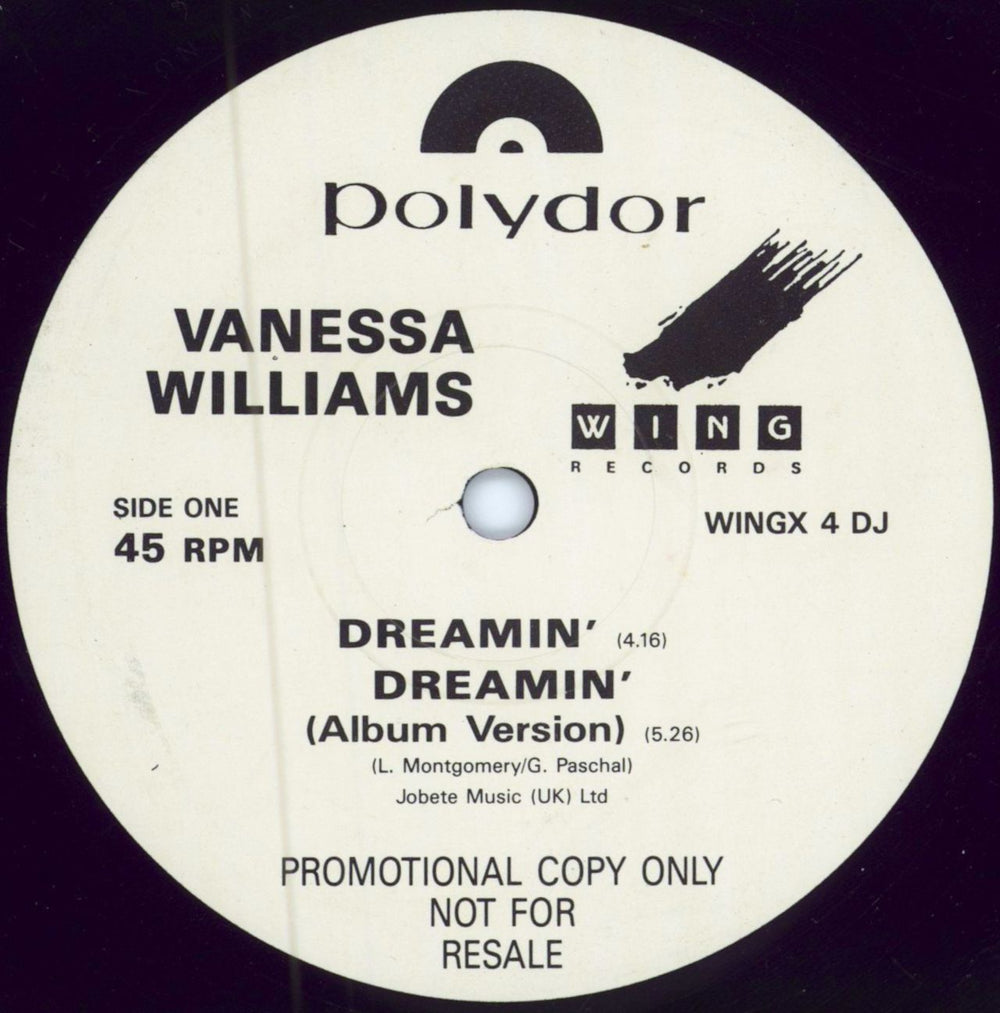 polydor
VANESSA
WILLIAMS
WING
RECORDS
SIDE ONE
45 RPM
WINGX 4 DJ
DREAMIN' (4.16)
DREAMIN'
(Album Version) (5.26)
(L. Montgomery/G. Paschal)
Jobete Music (UK) Ltd
PROMOTIONAL COPY ONLY
NOT FOR
RESALE